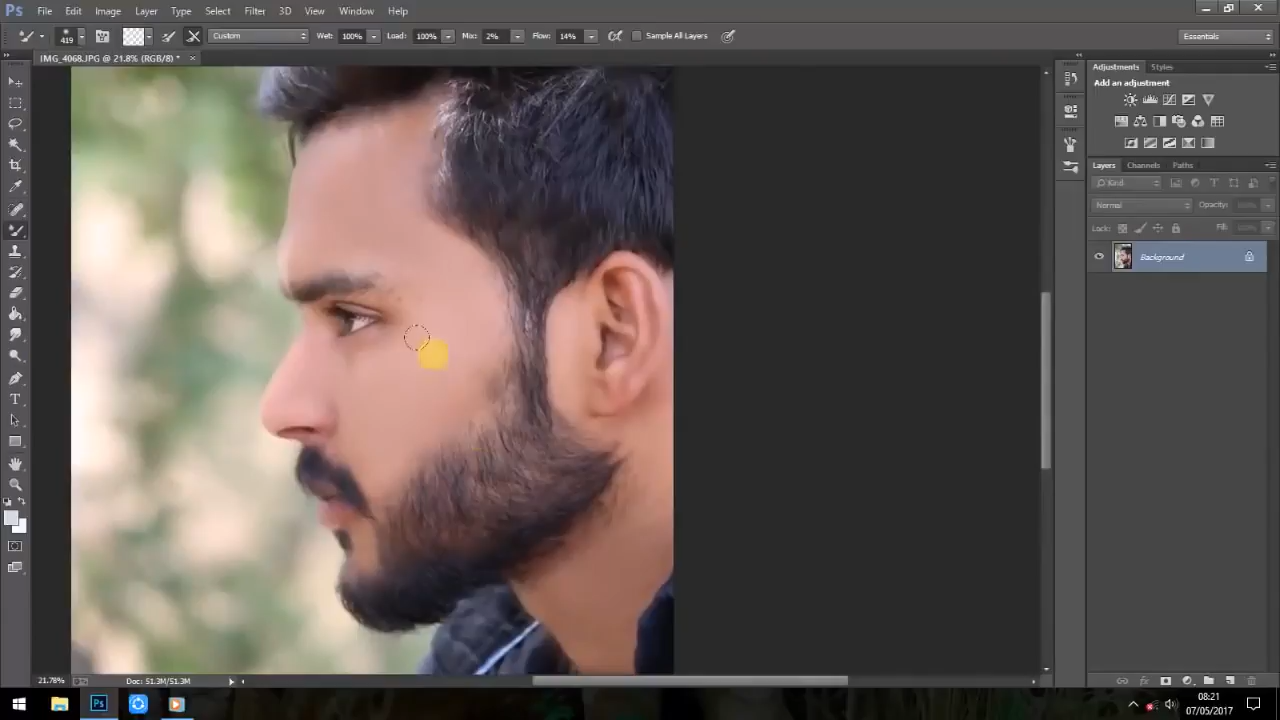 Ps File Edit Image Layer Type Select Filter 3D View Window Help
419 Custom Wet: 100% Load: 100% Mix: 2% Flow: 14% Sample All Layers Essentials
IMG_4068.JPG @ 21.8% (RGB/8) * ×
Adjustments Styles
Add an adjustment
Layers Channels Paths
Kind
Normal Opacity:
Lock: Fill:
Background
21.78% Doc: 51.3M/51.3M
Ps 08:21
07/05/2017